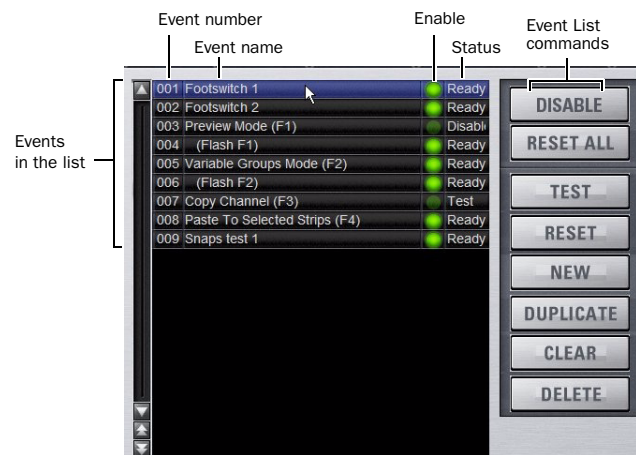 Event number
Enable
Event List
commands
Event name
Status
Events
in the list
001 Footswitch 1 Ready
002 Footswitch 2 Ready
003 Preview Mode (F1) Disabl
004 (Flash F1) Ready
005 Variable Groups Mode (F2) Ready
006 (Flash F2) Ready
007 Copy Channel (F3) Test
008 Paste To Selected Strips (F4) Ready
009 Snaps test 1 Ready
DISABLE
RESET ALL
TEST
RESET
NEW
DUPLICATE
CLEAR
DELETE